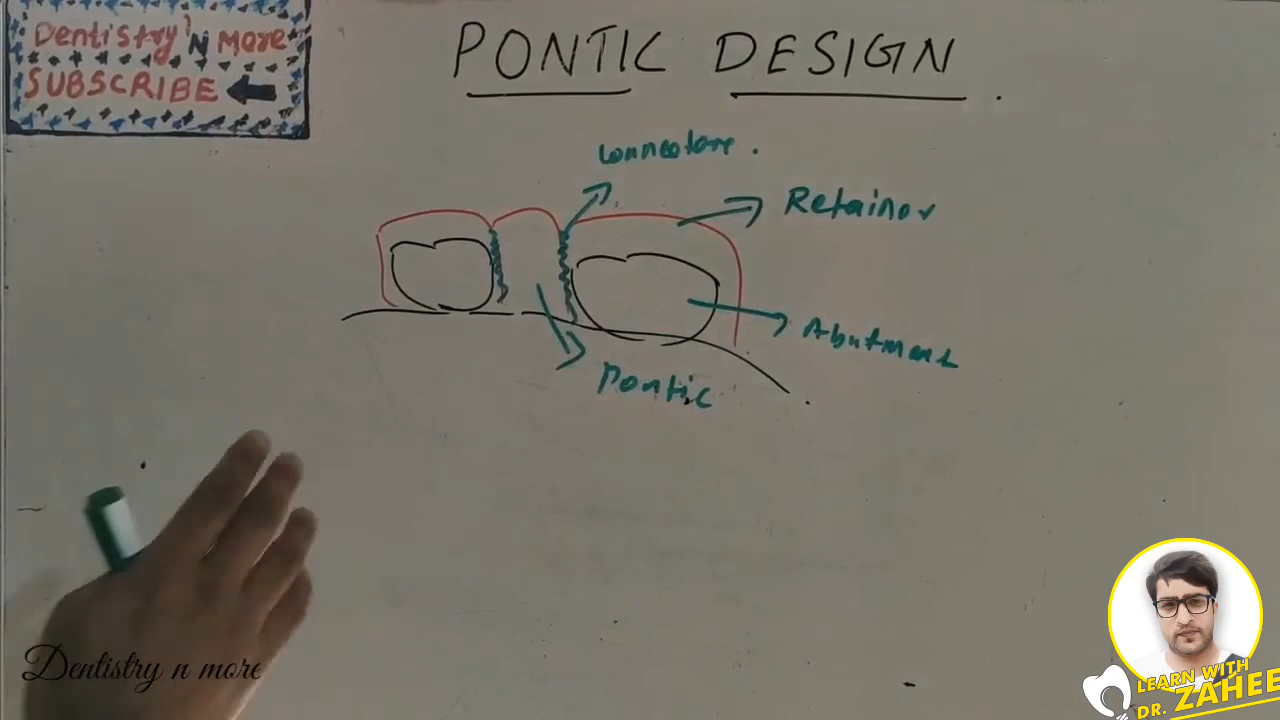 Dentistry 'N More
SUBSCRIBE
PONTIC DESIGN
Connectors.
Retainer
Abutment
Pontic
Dentistry n more
LEARN WITH
DR. ZAHEE